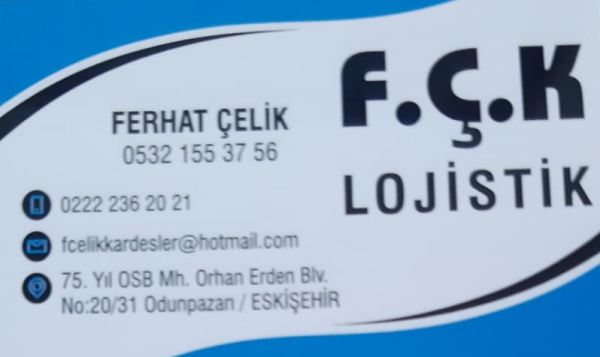 F.Ç.K
LOJİSTİK
FERHAT ÇELİK
0532 155 37 56
0222 236 20 21
fcelikkardesler@hotmail.com
75. Yıl OSB Mh. Orhan Erden Blv.
No:20/31 Odunpazan / ESKİŞEHİR